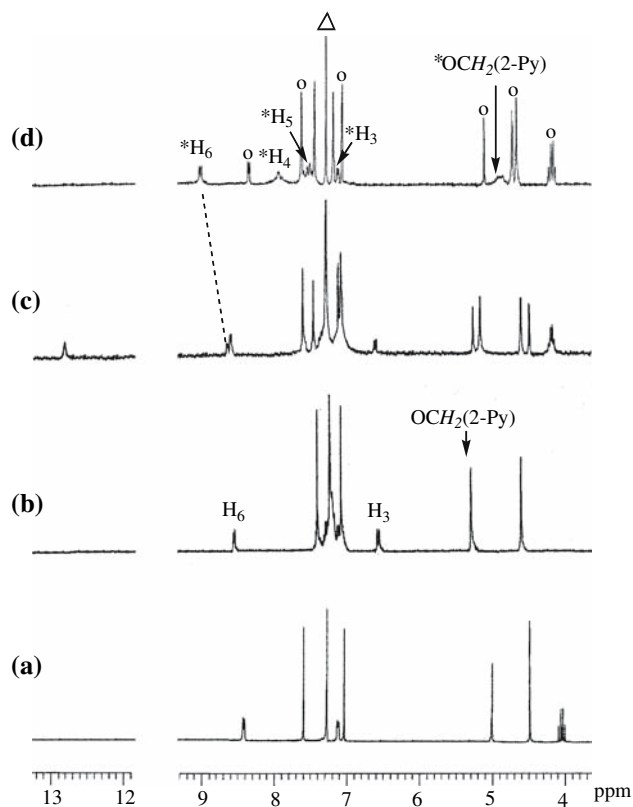 △
*OCH₂(2-Py)
o o o
*H₅ o
(d) *H₆ o *H₄ *H₃ o
(c)
OCH₂(2-Py)
(b) H₆ H₃
(a)
13 12 9 8 7 6 5 4 ppm